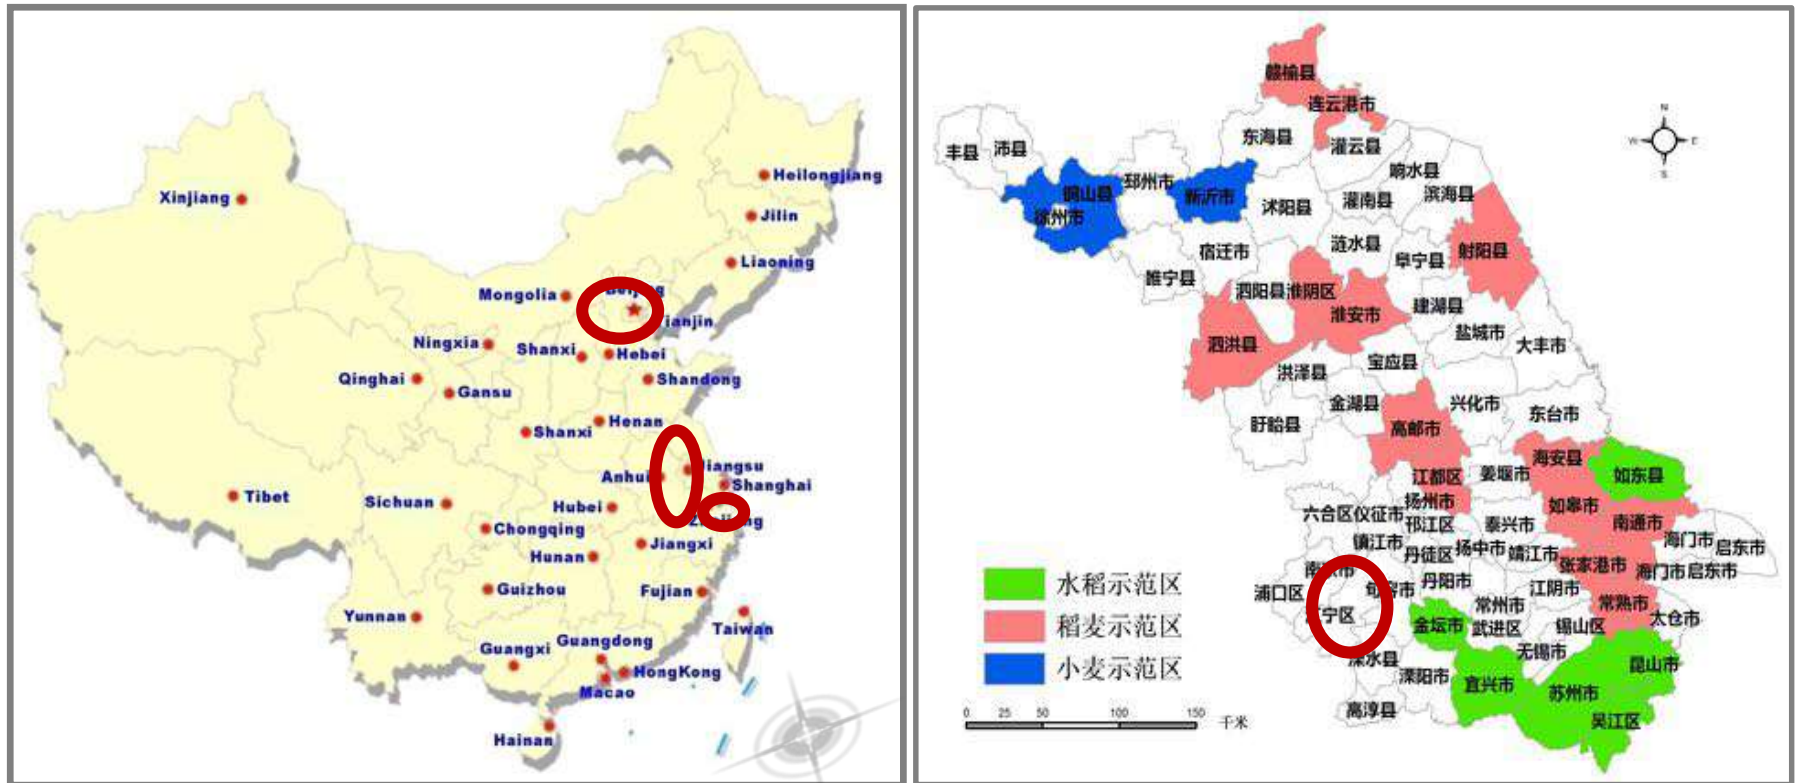 Heilongjiang
Xinjiang
Jilin
Liaoning
Mongolia
Beijing
Tianjin
Ningxia
Shanxi
Hebei
Qinghai
Shandong
Gansu
Henan
Shanxi
Jiangsu
Anhui
Shanghai
Tibet
Sichuan
Hubei
Chongqing
Jiangxi
Hunan
Guizhou
Fujian
Yunnan
Taiwan
Guangdong
Guangxi
HongKong
Macao
Hainan
赣榆县
连云港市
N
W
E
S
东海县
灌云县
丰县
沛县
响水县
邳州市
铜山县
新沂市
滨海县
灌南县
沭阳县
徐州市
涟水县
射阳县
宿迁市
阜宁县
睢宁县
泗阳县
淮阴区
建湖县
淮安市
盐城市
泗洪县
大丰市
宝应县
洪泽县
金湖县
兴化市
东台市
盱眙县
高邮市
海安县
江都区
姜堰市
如东县
扬州市
如皋市
六合区
仪征市
邗江区
泰兴市
南通市
镇江市
丹徒区
扬中市
靖江市
海门市
启东市
张家港市
海门市
启东市
丹阳市
浦口区
江阴市
常州市
常熟市
宁区
金坛市
武进区
锡山区
太仓市
无锡市
溧水县
溧阳市
宜兴市
昆山市
苏州市
高淳县
吴江区
水稻示范区
稻麦示范区
小麦示范区
0 25 50 100 150
千米